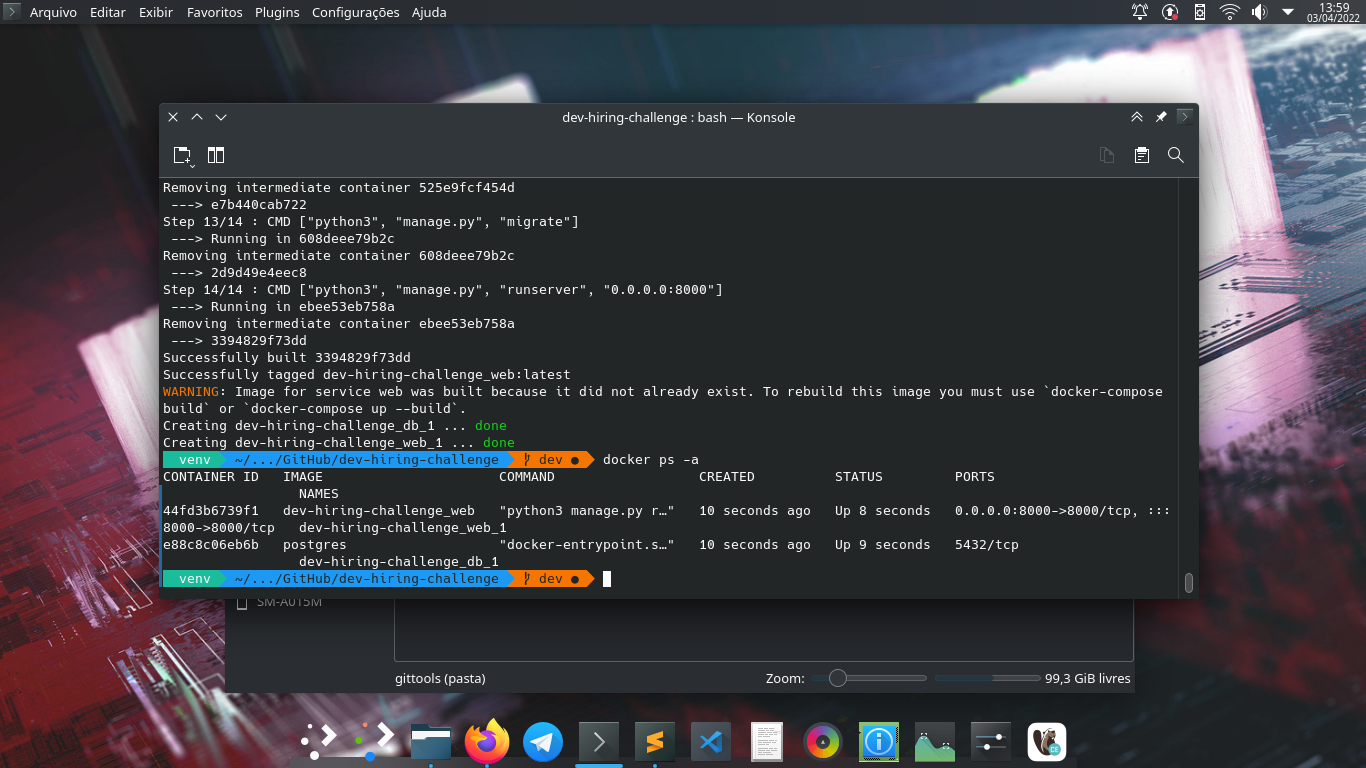 Arquivo Editar Exibir Favoritos Plugins Configurações Ajuda
13:59
03/04/2022
dev-hiring-challenge : bash — Konsole
Removing intermediate container 525e9fcf454d
 ---> e7b440cab722
Step 13/14 : CMD ["python3", "manage.py", "migrate"]
 ---> Running in 608deee79b2c
Removing intermediate container 608deee79b2c
 ---> 2d9d49e4eec8
Step 14/14 : CMD ["python3", "manage.py", "runserver", "0.0.0.0:8000"]
 ---> Running in ebee53eb758a
Removing intermediate container ebee53eb758a
 ---> 3394829f73dd
Successfully built 3394829f73dd
Successfully tagged dev-hiring-challenge_web:latest
WARNING: Image for service web was built because it did not already exist. To rebuild this image you must use `docker-compose
build` or `docker-compose up --build`.
Creating dev-hiring-challenge_db_1 ... done
Creating dev-hiring-challenge_web_1 ... done
venv ~/.../GitHub/dev-hiring-challenge dev ● docker ps -a
CONTAINER ID   IMAGE                      COMMAND                  CREATED          STATUS         PORTS
                 NAMES
44fd3b6739f1   dev-hiring-challenge_web   "python3 manage.py r…"   10 seconds ago   Up 8 seconds   0.0.0.0:8000->8000/tcp, :::
8000->8000/tcp   dev-hiring-challenge_web_1
e88c8c06eb6b   postgres                   "docker-entrypoint.s…"   10 seconds ago   Up 9 seconds   5432/tcp
                 dev-hiring-challenge_db_1
venv ~/.../GitHub/dev-hiring-challenge dev ●
SM-A015M
gittools (pasta) Zoom: 99,3 GiB livres
CE